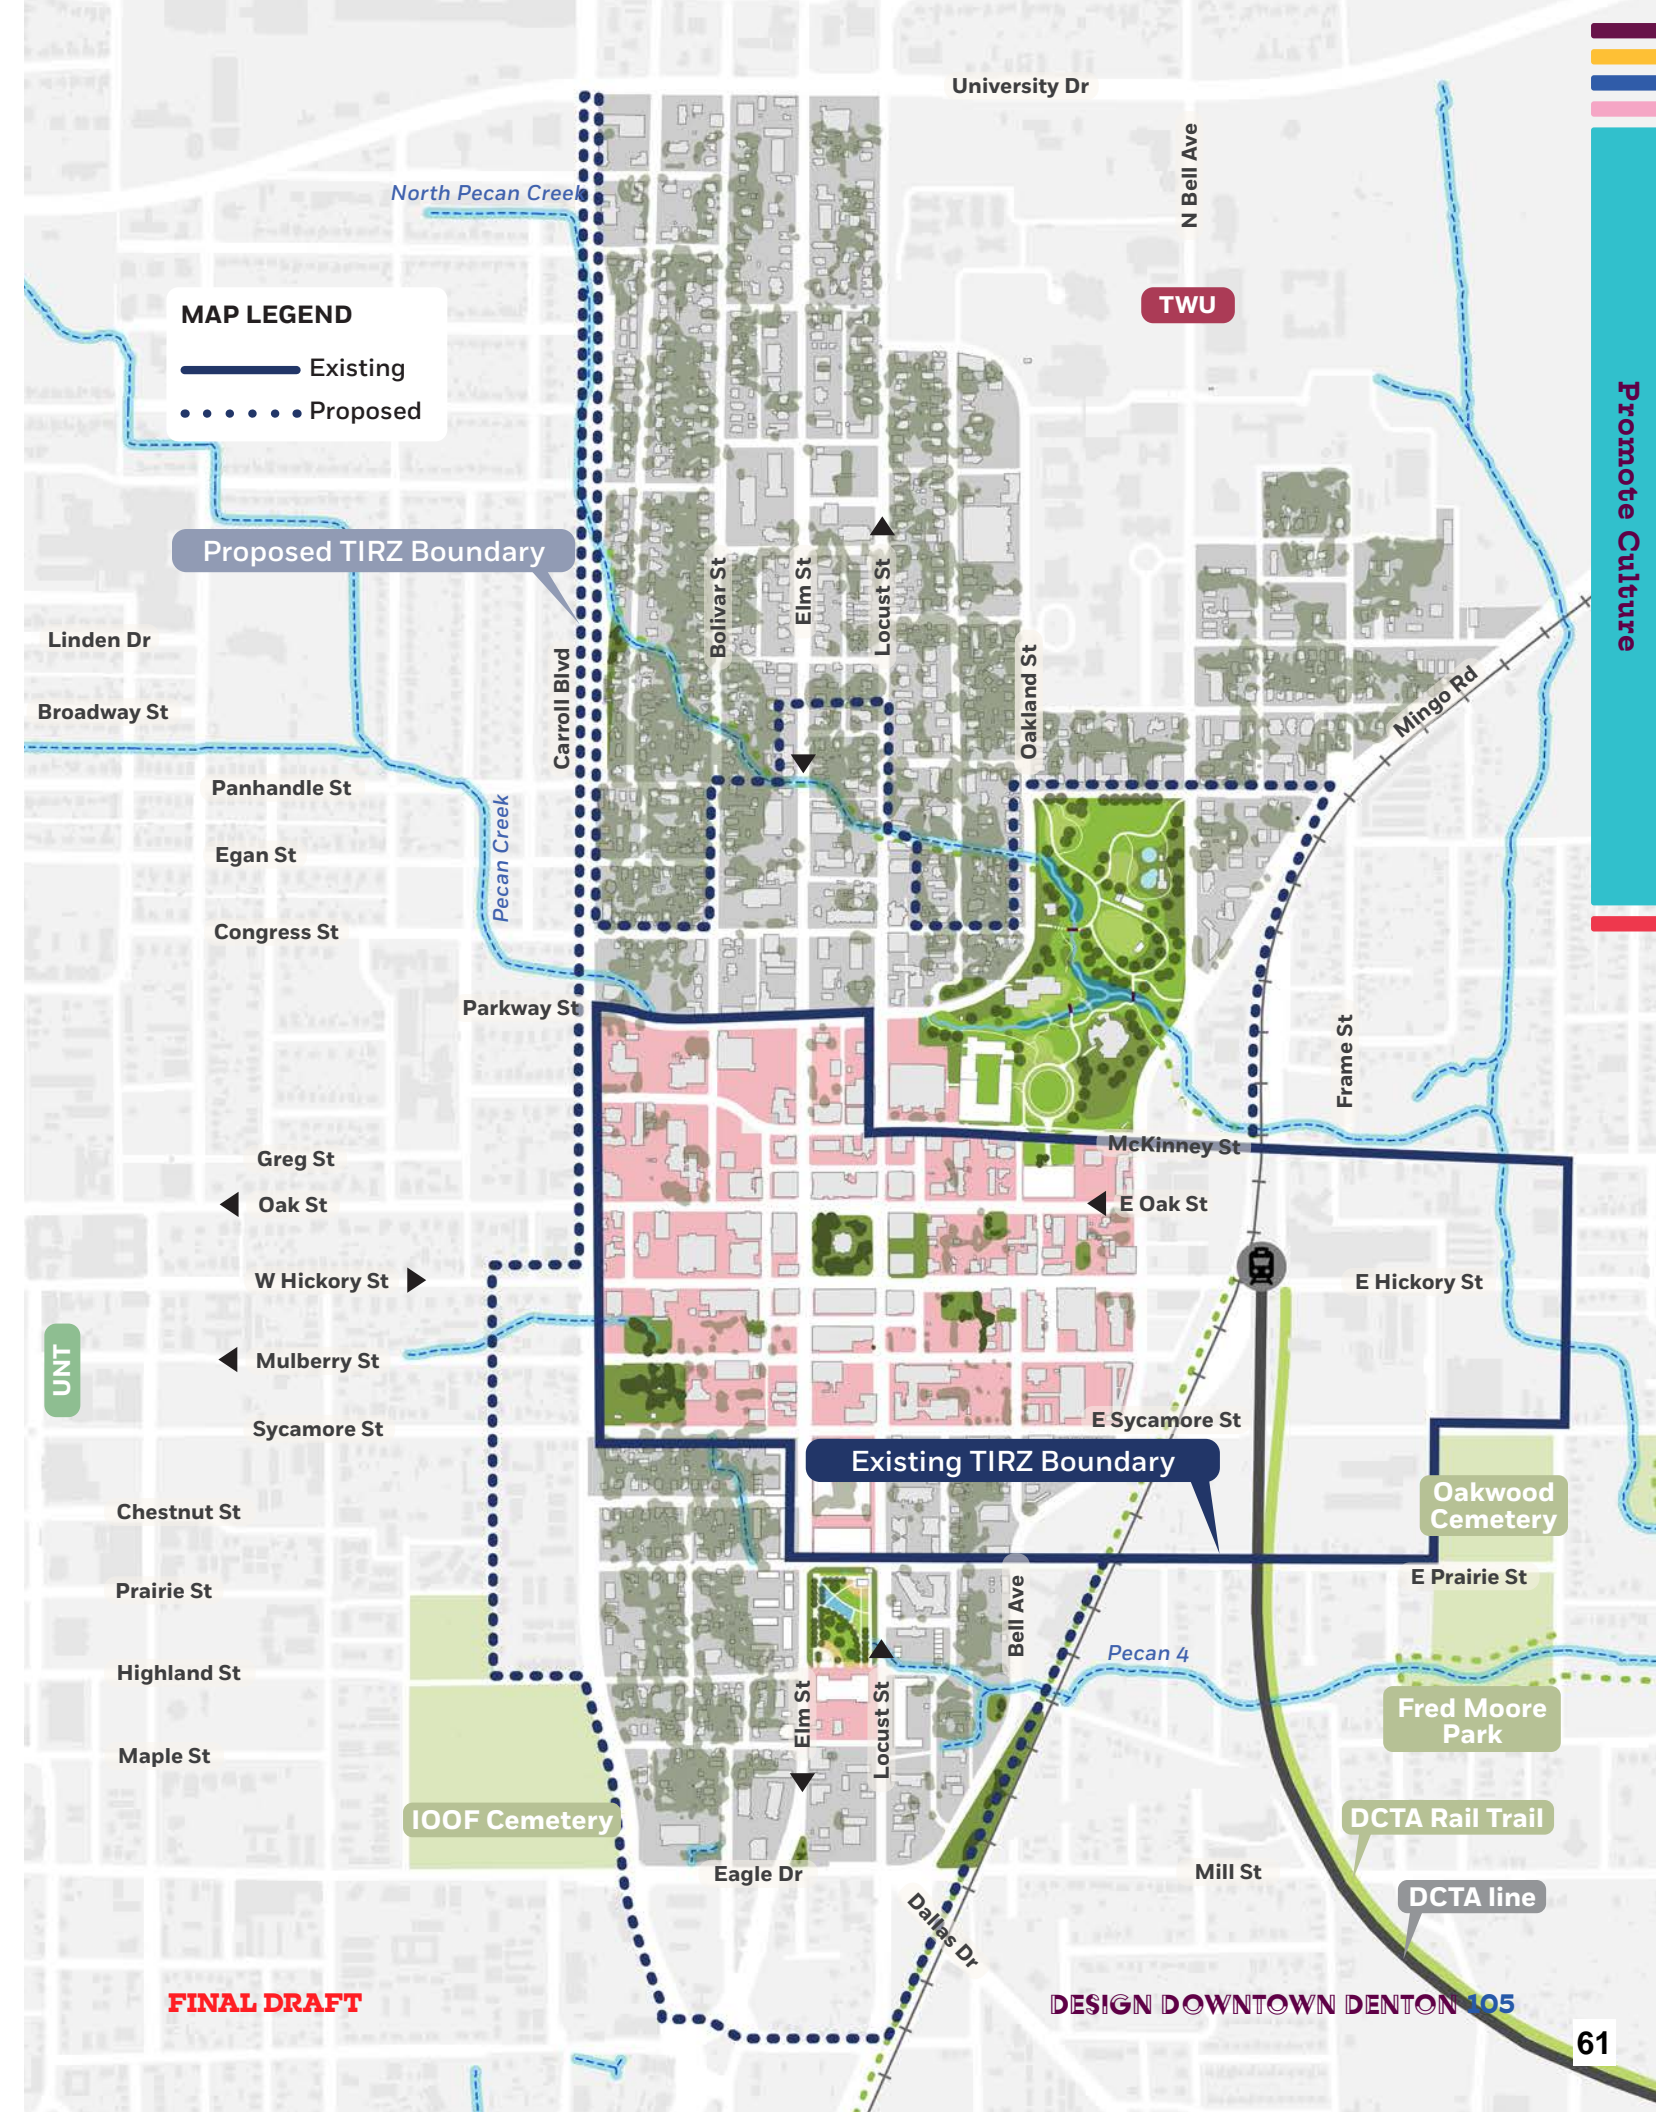 University Dr
N Bell Ave
North Pecan Creek
TWU
MAP LEGEND
Existing
Proposed
Promote Culture
Proposed TIRZ Boundary
Bolivar St
Elm St
Locust St
Linden Dr
Carroll Blvd
Oakland St
Mingo Rd
Broadway St
Panhandle St
Pecan Creek
Egan St
Congress St
Parkway St
Frame St
McKinney St
Greg St
Oak St
E Oak St
W Hickory St
E Hickory St
UNT
Mulberry St
Sycamore St
E Sycamore St
Existing TIRZ Boundary
Oakwood
Cemetery
Chestnut St
Prairie St
E Prairie St
Bell Ave
Pecan 4
Highland St
Elm St
Locust St
Fred Moore
Park
Maple St
IOOF Cemetery
DCTA Rail Trail
Eagle Dr
Mill St
DCTA line
Dallas Dr
FINAL DRAFT
DESIGN DOWNTOWN DENTON 105
61